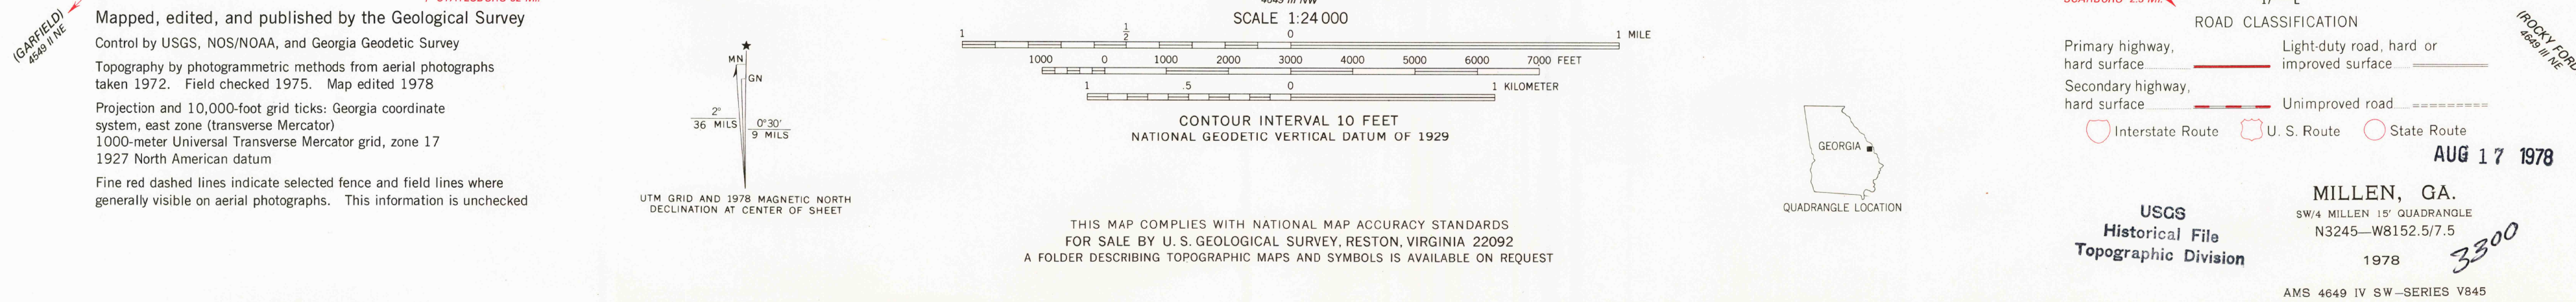 (GARFIELD)
4549 II NE
Mapped, edited, and published by the Geological Survey
Control by USGS, NOS/NOAA, and Georgia Geodetic Survey
Topography by photogrammetric methods from aerial photographs
taken 1972. Field checked 1975. Map edited 1978
Projection and 10,000-foot grid ticks: Georgia coordinate
system, east zone (transverse Mercator)
1000-meter Universal Transverse Mercator grid, zone 17
1927 North American datum
Fine red dashed lines indicate selected fence and field lines where
generally visible on aerial photographs. This information is unchecked
MN
GN
2°
36 MILS
0°30′
9 MILS
UTM GRID AND 1978 MAGNETIC NORTH
DECLINATION AT CENTER OF SHEET
SCALE 1:24 000
1 ½ 0 1 MILE
1000 0 1000 2000 3000 4000 5000 6000 7000 FEET
1 .5 0 1 KILOMETER
CONTOUR INTERVAL 10 FEET
NATIONAL GEODETIC VERTICAL DATUM OF 1929
THIS MAP COMPLIES WITH NATIONAL MAP ACCURACY STANDARDS
FOR SALE BY U. S. GEOLOGICAL SURVEY, RESTON, VIRGINIA 22092
A FOLDER DESCRIBING TOPOGRAPHIC MAPS AND SYMBOLS IS AVAILABLE ON REQUEST
GEORGIA
QUADRANGLE LOCATION
ROAD CLASSIFICATION
Primary highway,
hard surface
Light-duty road, hard or
improved surface
Secondary highway,
hard surface
Unimproved road
Interstate Route U. S. Route State Route
(ROCKY FORD
4649 III NE
AUG 17 1978
USGS
Historical File
Topographic Division
MILLEN, GA.
SW/4 MILLEN 15′ QUADRANGLE
N3245—W8152.5/7.5
1978
3300
AMS 4649 IV SW—SERIES V845